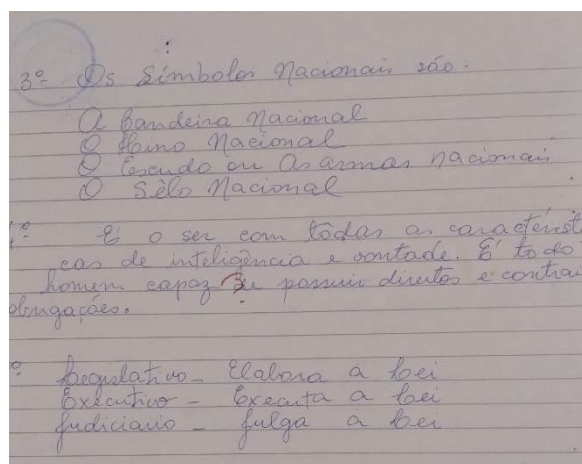 3º- Os Símbolos Nacionais são:
A Bandeira Nacional
O Hino Nacional
O Escudo ou As armas nacionais
O Sêlo Nacional
º É o ser com tôdas as característi
cas de inteligência e vontade. É todo
homem capaz de possuir direitos e contrai
obrigações.
º Legislativo - Elabora a Lei
Executivo - Executa a Lei
Judiciario - Julga a Lei